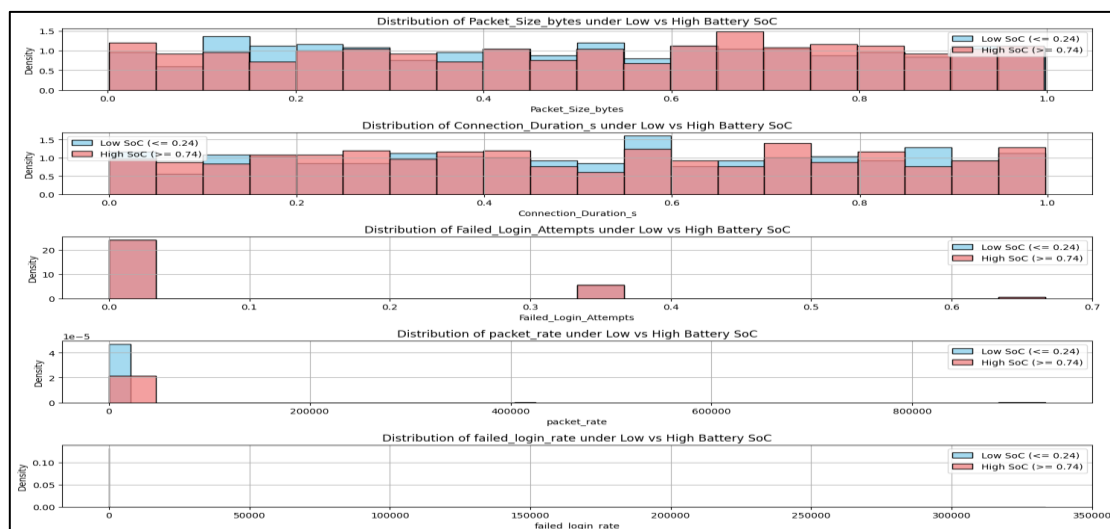 Distribution of Packet_Size_bytes under Low vs High Battery SoC
Density
1.5
1.0
0.5
0.0
Low SoC (<= 0.24)
High SoC (>= 0.74)
0.0 0.2 0.4 0.6 0.8 1.0
Packet_Size_bytes
Distribution of Connection_Duration_s under Low vs High Battery SoC
Density
1.5
1.0
0.5
0.0
Low SoC (<= 0.24)
High SoC (>= 0.74)
0.0 0.2 0.4 0.6 0.8 1.0
Connection_Duration_s
Distribution of Failed_Login_Attempts under Low vs High Battery SoC
Density
20
10
0
Low SoC (<= 0.24)
High SoC (>= 0.74)
0.0 0.1 0.2 0.3 0.4 0.5 0.6 0.7
Failed_Login_Attempts
Distribution of packet_rate under Low vs High Battery SoC
1e−5
Density
4
2
0
Low SoC (<= 0.24)
High SoC (>= 0.74)
0 200000 400000 600000 800000
packet_rate
Distribution of failed_login_rate under Low vs High Battery SoC
Density
0.10
0.05
0.00
Low SoC (<= 0.24)
High SoC (>= 0.74)
0 50000 100000 150000 200000 250000 300000 350000
failed_login_rate